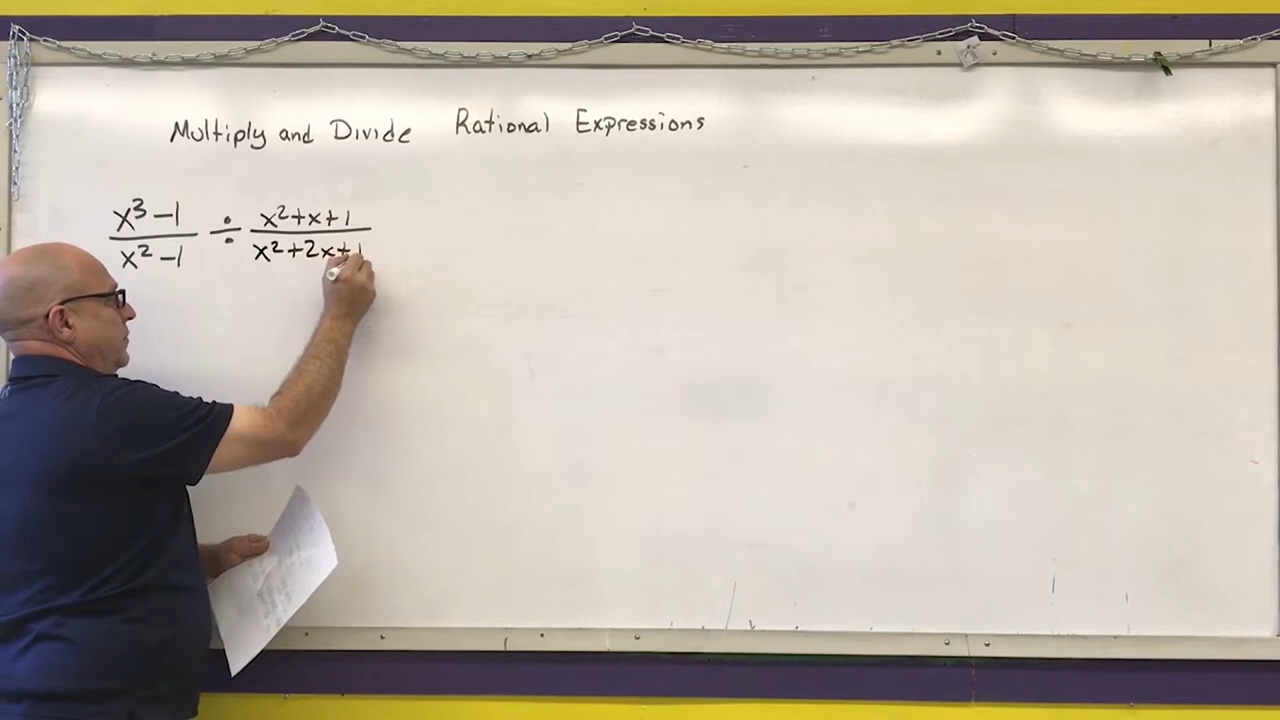 Multiply and Divide Rational Expressions
x³-1 / x²-1 ÷ x²+x+1 / x²+2x+1